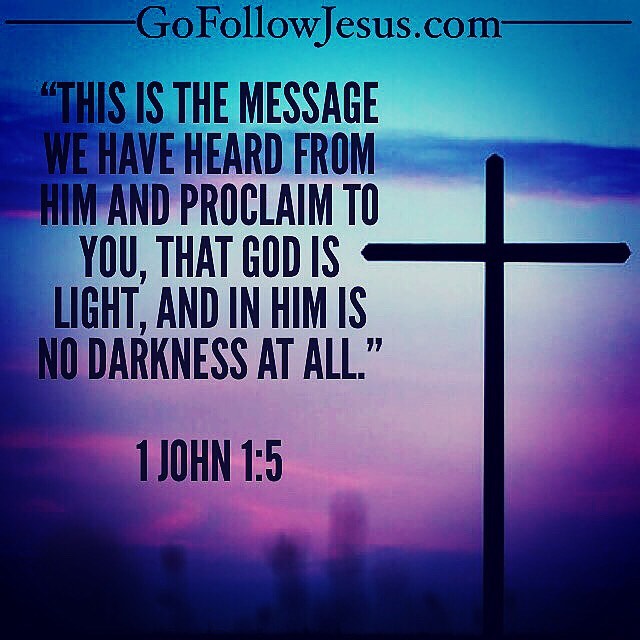 GoFollowJesus.com
“THIS IS THE MESSAGE
WE HAVE HEARD FROM
HIM AND PROCLAIM TO
YOU, THAT GOD IS
LIGHT, AND IN HIM IS
NO DARKNESS AT ALL.”
1 JOHN 1:5